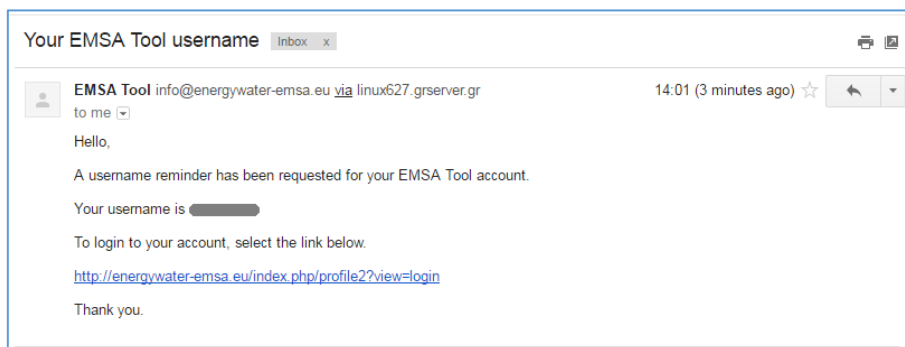 Your EMSA Tool username Inbox x
EMSA Tool info@energywater-emsa.eu via linux627.grserver.gr 14:01 (3 minutes ago)
to me
Hello,
A username reminder has been requested for your EMSA Tool account.
Your username is
To login to your account, select the link below.
http://energywater-emsa.eu/index.php/profile2?view=login
Thank you.